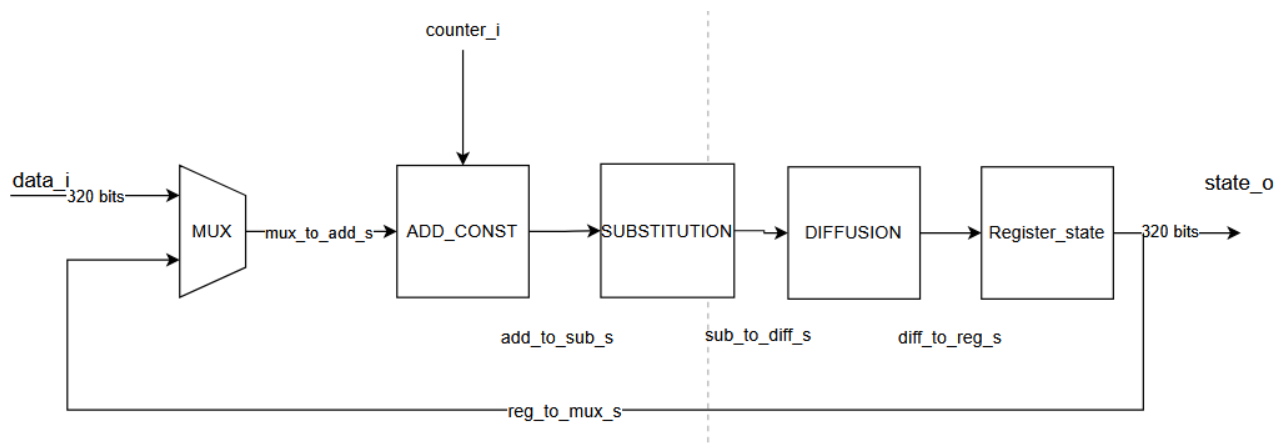 counter_i
data_i
320 bits
MUX
mux_to_add_s
ADD_CONST
SUBSTITUTION
DIFFUSION
Register_state
320 bits
state_o
add_to_sub_s
sub_to_diff_s
diff_to_reg_s
reg_to_mux_s